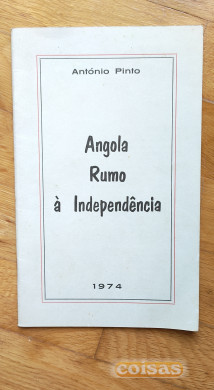 António Pinto
Angola
Rumo
à Independência
1974
coisas